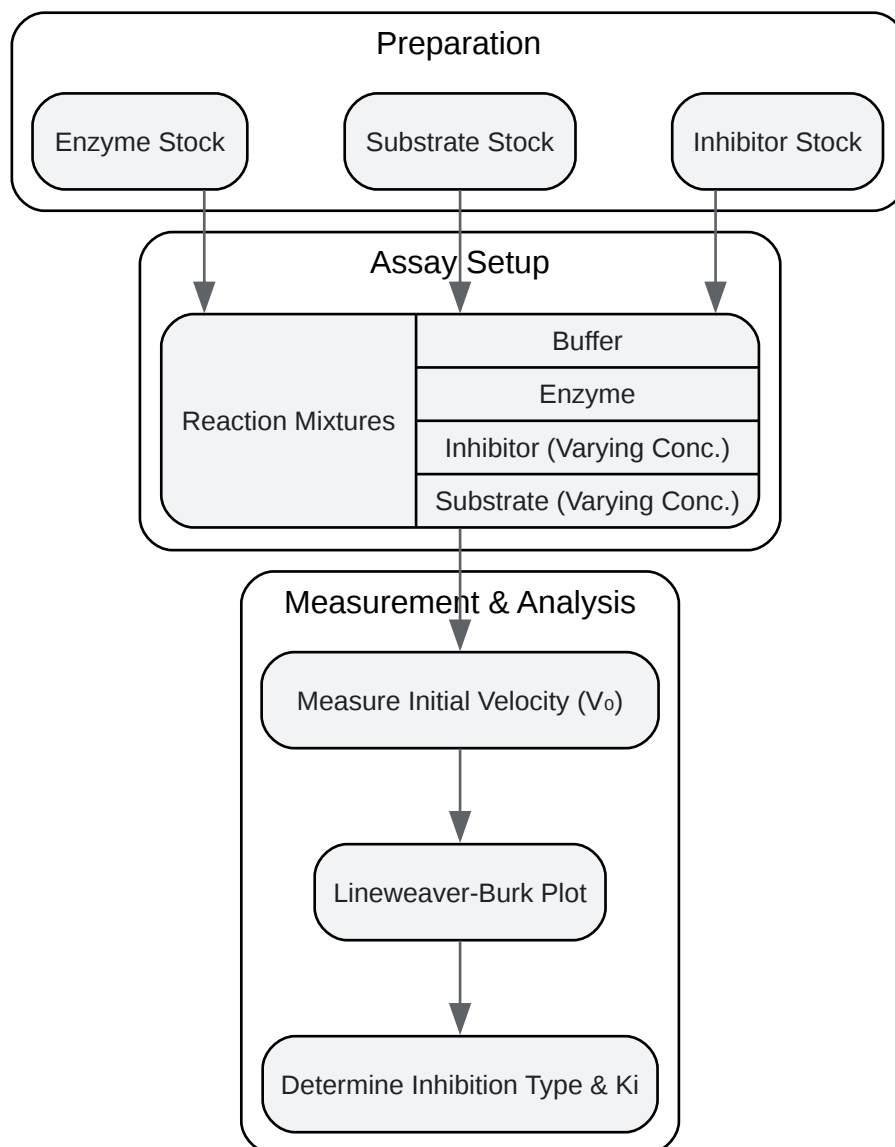 Preparation
Enzyme Stock
Substrate Stock
Inhibitor Stock
Assay Setup
Reaction Mixtures
Buffer
Enzyme
Inhibitor (Varying Conc.)
Substrate (Varying Conc.)
Measurement & Analysis
Measure Initial Velocity (V₀)
Lineweaver-Burk Plot
Determine Inhibition Type & Ki